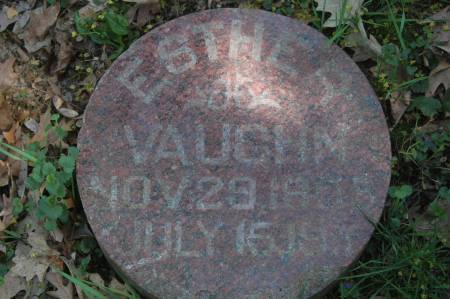 ESTHER
VAUGHN
NOV. 29
JULY 16